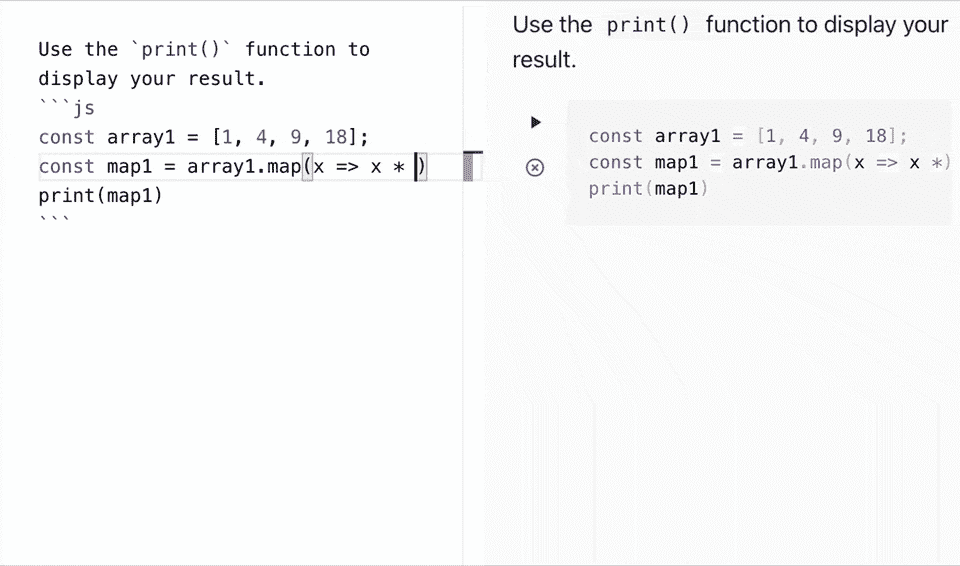 Use the `print()` function to
display your result.
```js
const array1 = [1, 4, 9, 18];
const map1 = array1.map(x => x * )
print(map1)
```
Use the print() function to display your
result.
const array1 = [1, 4, 9, 18];
const map1 = array1.map(x => x *)
print(map1)